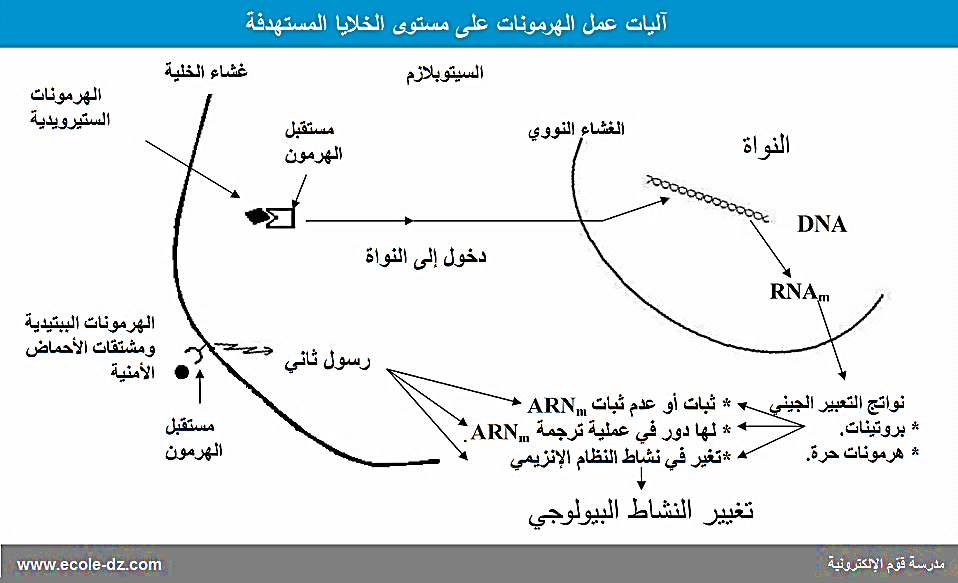 آليات عمل الهرمونات على مستوى الخلايا المستهدفة
غشاء الخلية
السيتوبلازم
الهرمونات
الستيرويدية
مستقبل
الهرمون
الغشاء النووي
النواة
DNA
دخول إلى النواة
RNAm
الهرمونات الببتيدية
ومشتقات الأحماض
الأمنية
رسول ثاني
مستقبل
الهرمون
نواتج التعبير الجيني
* بروتينات.
* هرمونات حرة.
* ثبات أو عدم ثبات ARNm
* لها دور في عملية ترجمة ARNm .
*تغير في نشاط النظام الإنزيمي
تغيير النشاط البيولوجي
www.ecole-dz.com
مدرسة قوّم الإلكترونية